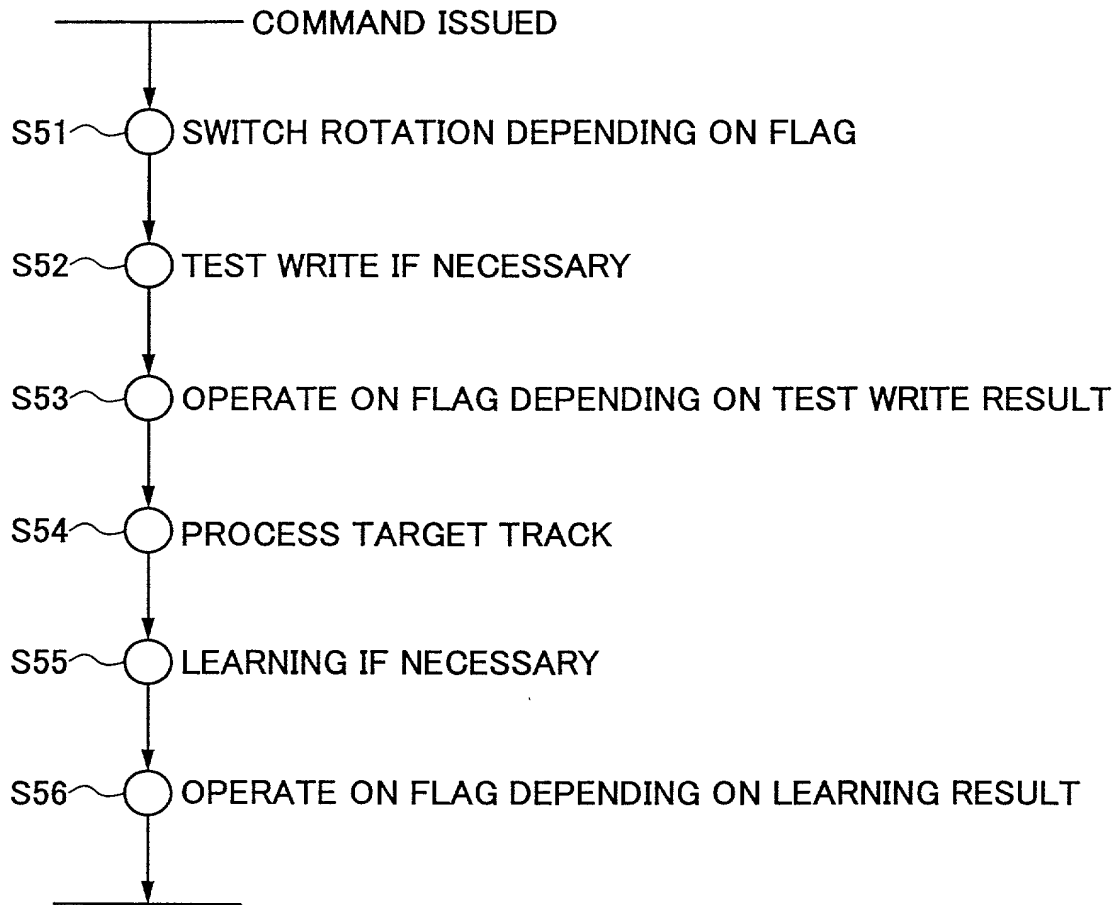 COMMAND ISSUED
S51 SWITCH ROTATION DEPENDING ON FLAG
S52 TEST WRITE IF NECESSARY
S53 OPERATE ON FLAG DEPENDING ON TEST WRITE RESULT
S54 PROCESS TARGET TRACK
S55 LEARNING IF NECESSARY
S56 OPERATE ON FLAG DEPENDING ON LEARNING RESULT